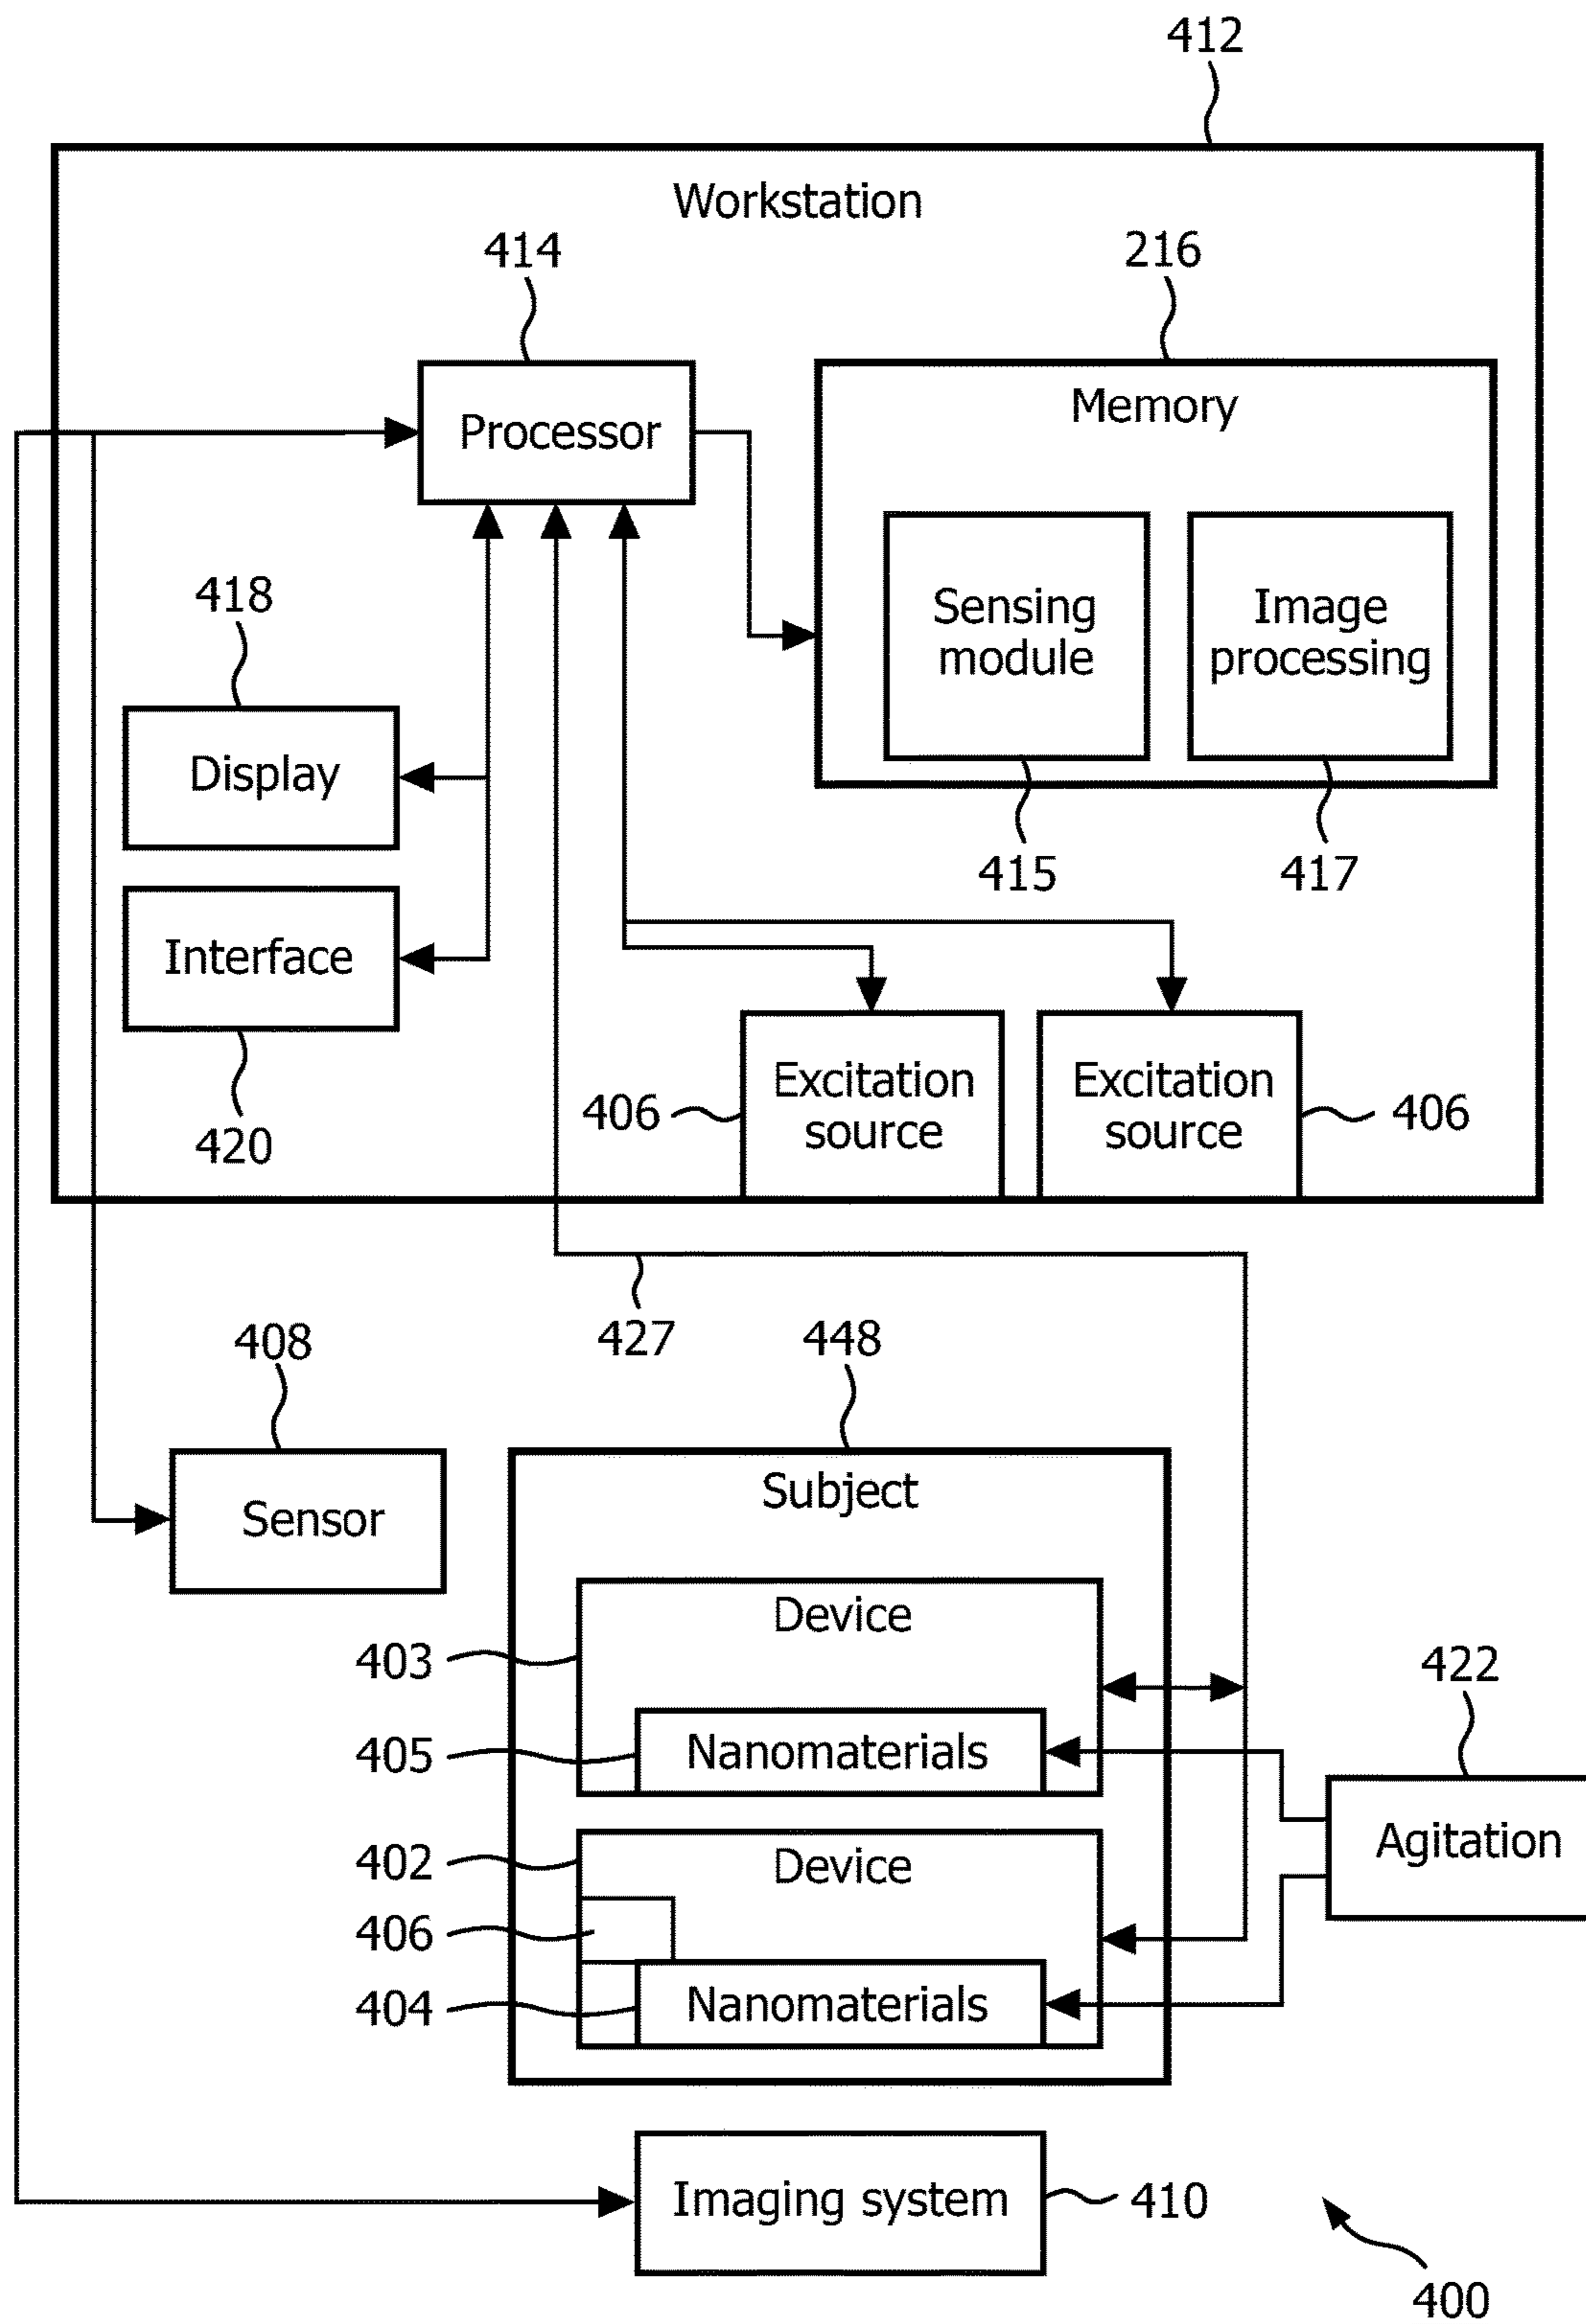 412
Workstation
414
216
Processor
Memory
418
Sensing
module
Image
processing
Display
415
417
Interface
420
406
Excitation
source
Excitation
source
406
427
408
448
Sensor
Subject
Device
403
405
Nanomaterials
422
Agitation
402
Device
406
404
Nanomaterials
Imaging system
410
400